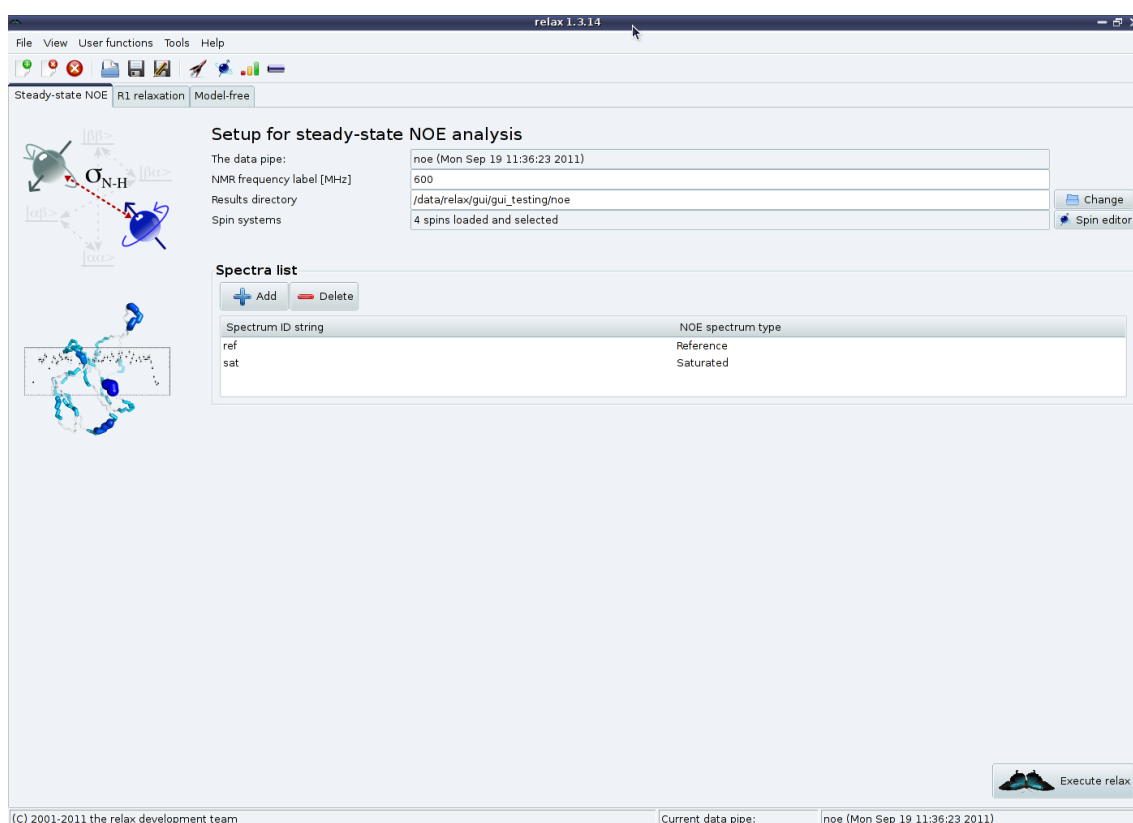 relax 1.3.14
File View User functions Tools Help
Steady-state NOE R1 relaxation Model-free
Setup for steady-state NOE analysis
The data pipe: noe (Mon Sep 19 11:36:23 2011)
NMR frequency label [MHz] 600
Results directory /data/relax/gui/gui_testing/noe Change
Spin systems 4 spins loaded and selected Spin editor
|ββ>
σN-H |βα>
|αβ>
|αα>
Spectra list
Add Delete
Spectrum ID string NOE spectrum type
ref Reference
sat Saturated
Execute relax
(C) 2001-2011 the relax development team Current data pipe: noe (Mon Sep 19 11:36:23 2011)